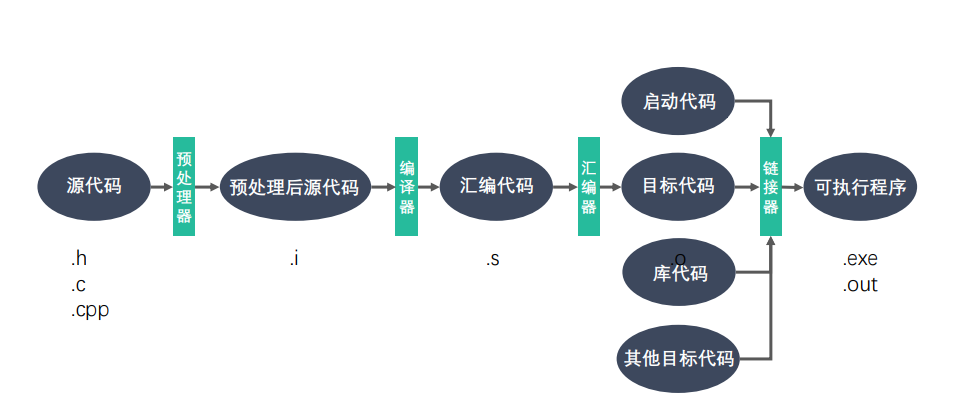 启动代码
源代码
预处理器
预处理后源代码
编译器
汇编代码
汇编器
目标代码
链接器
可执行程序
.h
.c
.cpp
.i
.s
.o
库代码
.exe
.out
其他目标代码